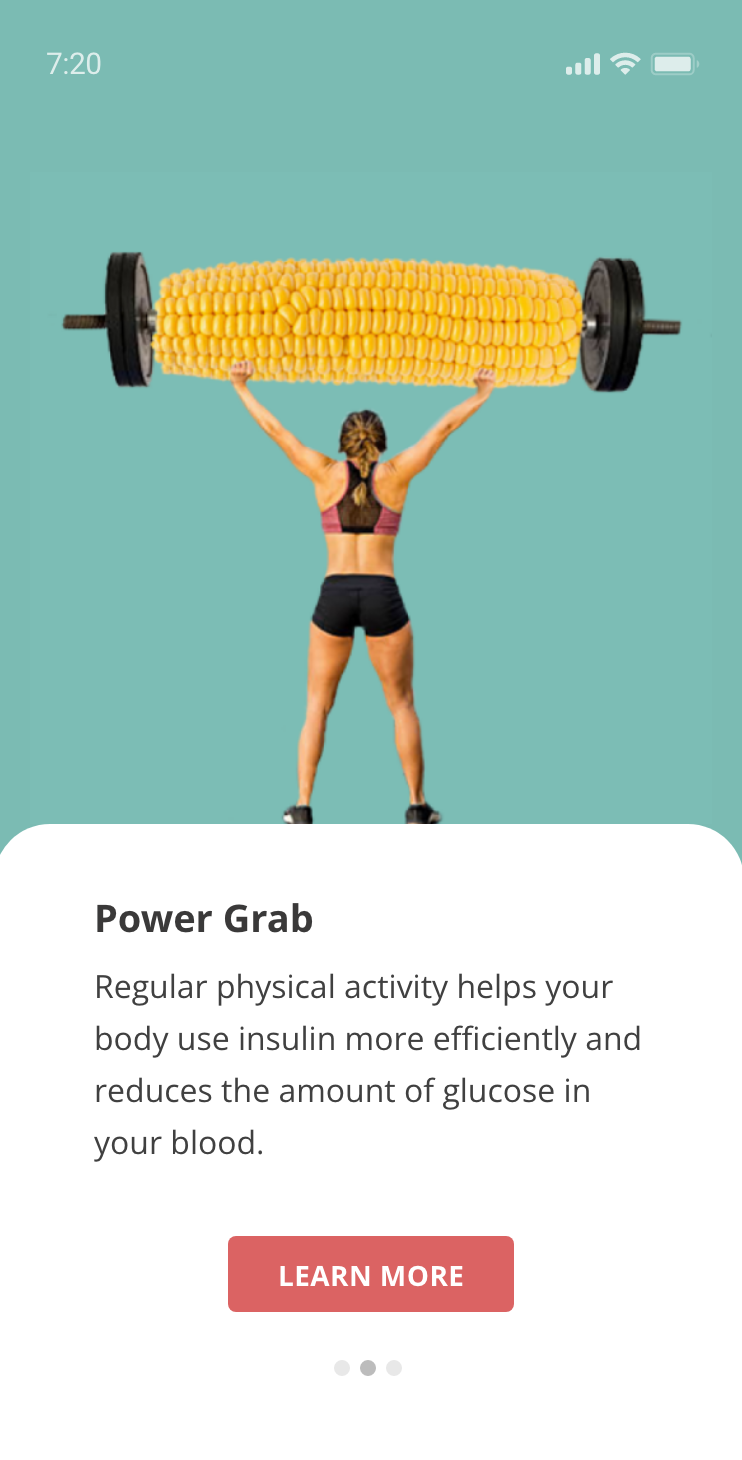 7:20
Power Grab
Regular physical activity helps your
body use insulin more efficiently and
reduces the amount of glucose in
your blood.
LEARN MORE